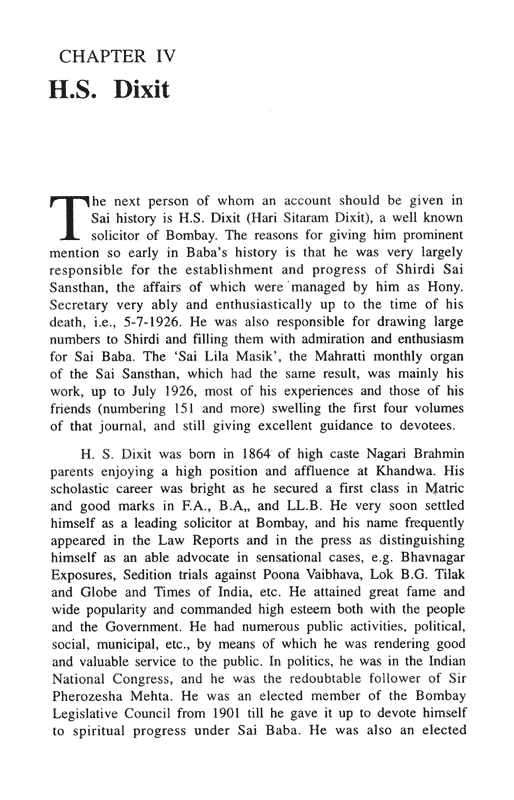 CHAPTER IV
H.S. Dixit
The next person of whom an account should be given in
Sai history is H.S. Dixit (Hari Sitaram Dixit), a well known
solicitor of Bombay. The reasons for giving him prominent
mention so early in Baba's history is that he was very largely
responsible for the establishment and progress of Shirdi Sai
Sansthan, the affairs of which were managed by him as Hony.
Secretary very ably and enthusiastically up to the time of his
death, i.e., 5-7-1926. He was also responsible for drawing large
numbers to Shirdi and filling them with admiration and enthusiasm
for Sai Baba. The 'Sai Lila Masik', the Mahratti monthly organ
of the Sai Sansthan, which had the same result, was mainly his
work, up to July 1926, most of his experiences and those of his
friends (numbering 151 and more) swelling the first four volumes
of that journal, and still giving excellent guidance to devotees.
H. S. Dixit was born in 1864 of high caste Nagari Brahmin
parents enjoying a high position and affluence at Khandwa. His
scholastic career was bright as he secured a first class in Matric
and good marks in F.A., B.A,, and LL.B. He very soon settled
himself as a leading solicitor at Bombay, and his name frequently
appeared in the Law Reports and in the press as distinguishing
himself as an able advocate in sensational cases, e.g. Bhavnagar
Exposures, Sedition trials against Poona Vaibhava, Lok B.G. Tilak
and Globe and Times of India, etc. He attained great fame and
wide popularity and commanded high esteem both with the people
and the Government. He had numerous public activities, political,
social, municipal, etc., by means of which he was rendering good
and valuable service to the public. In politics, he was in the Indian
National Congress, and he was the redoubtable follower of Sir
Pherozesha Mehta. He was an elected member of the Bombay
Legislative Council from 1901 till he gave it up to devote himself
to spiritual progress under Sai Baba. He was also an elected